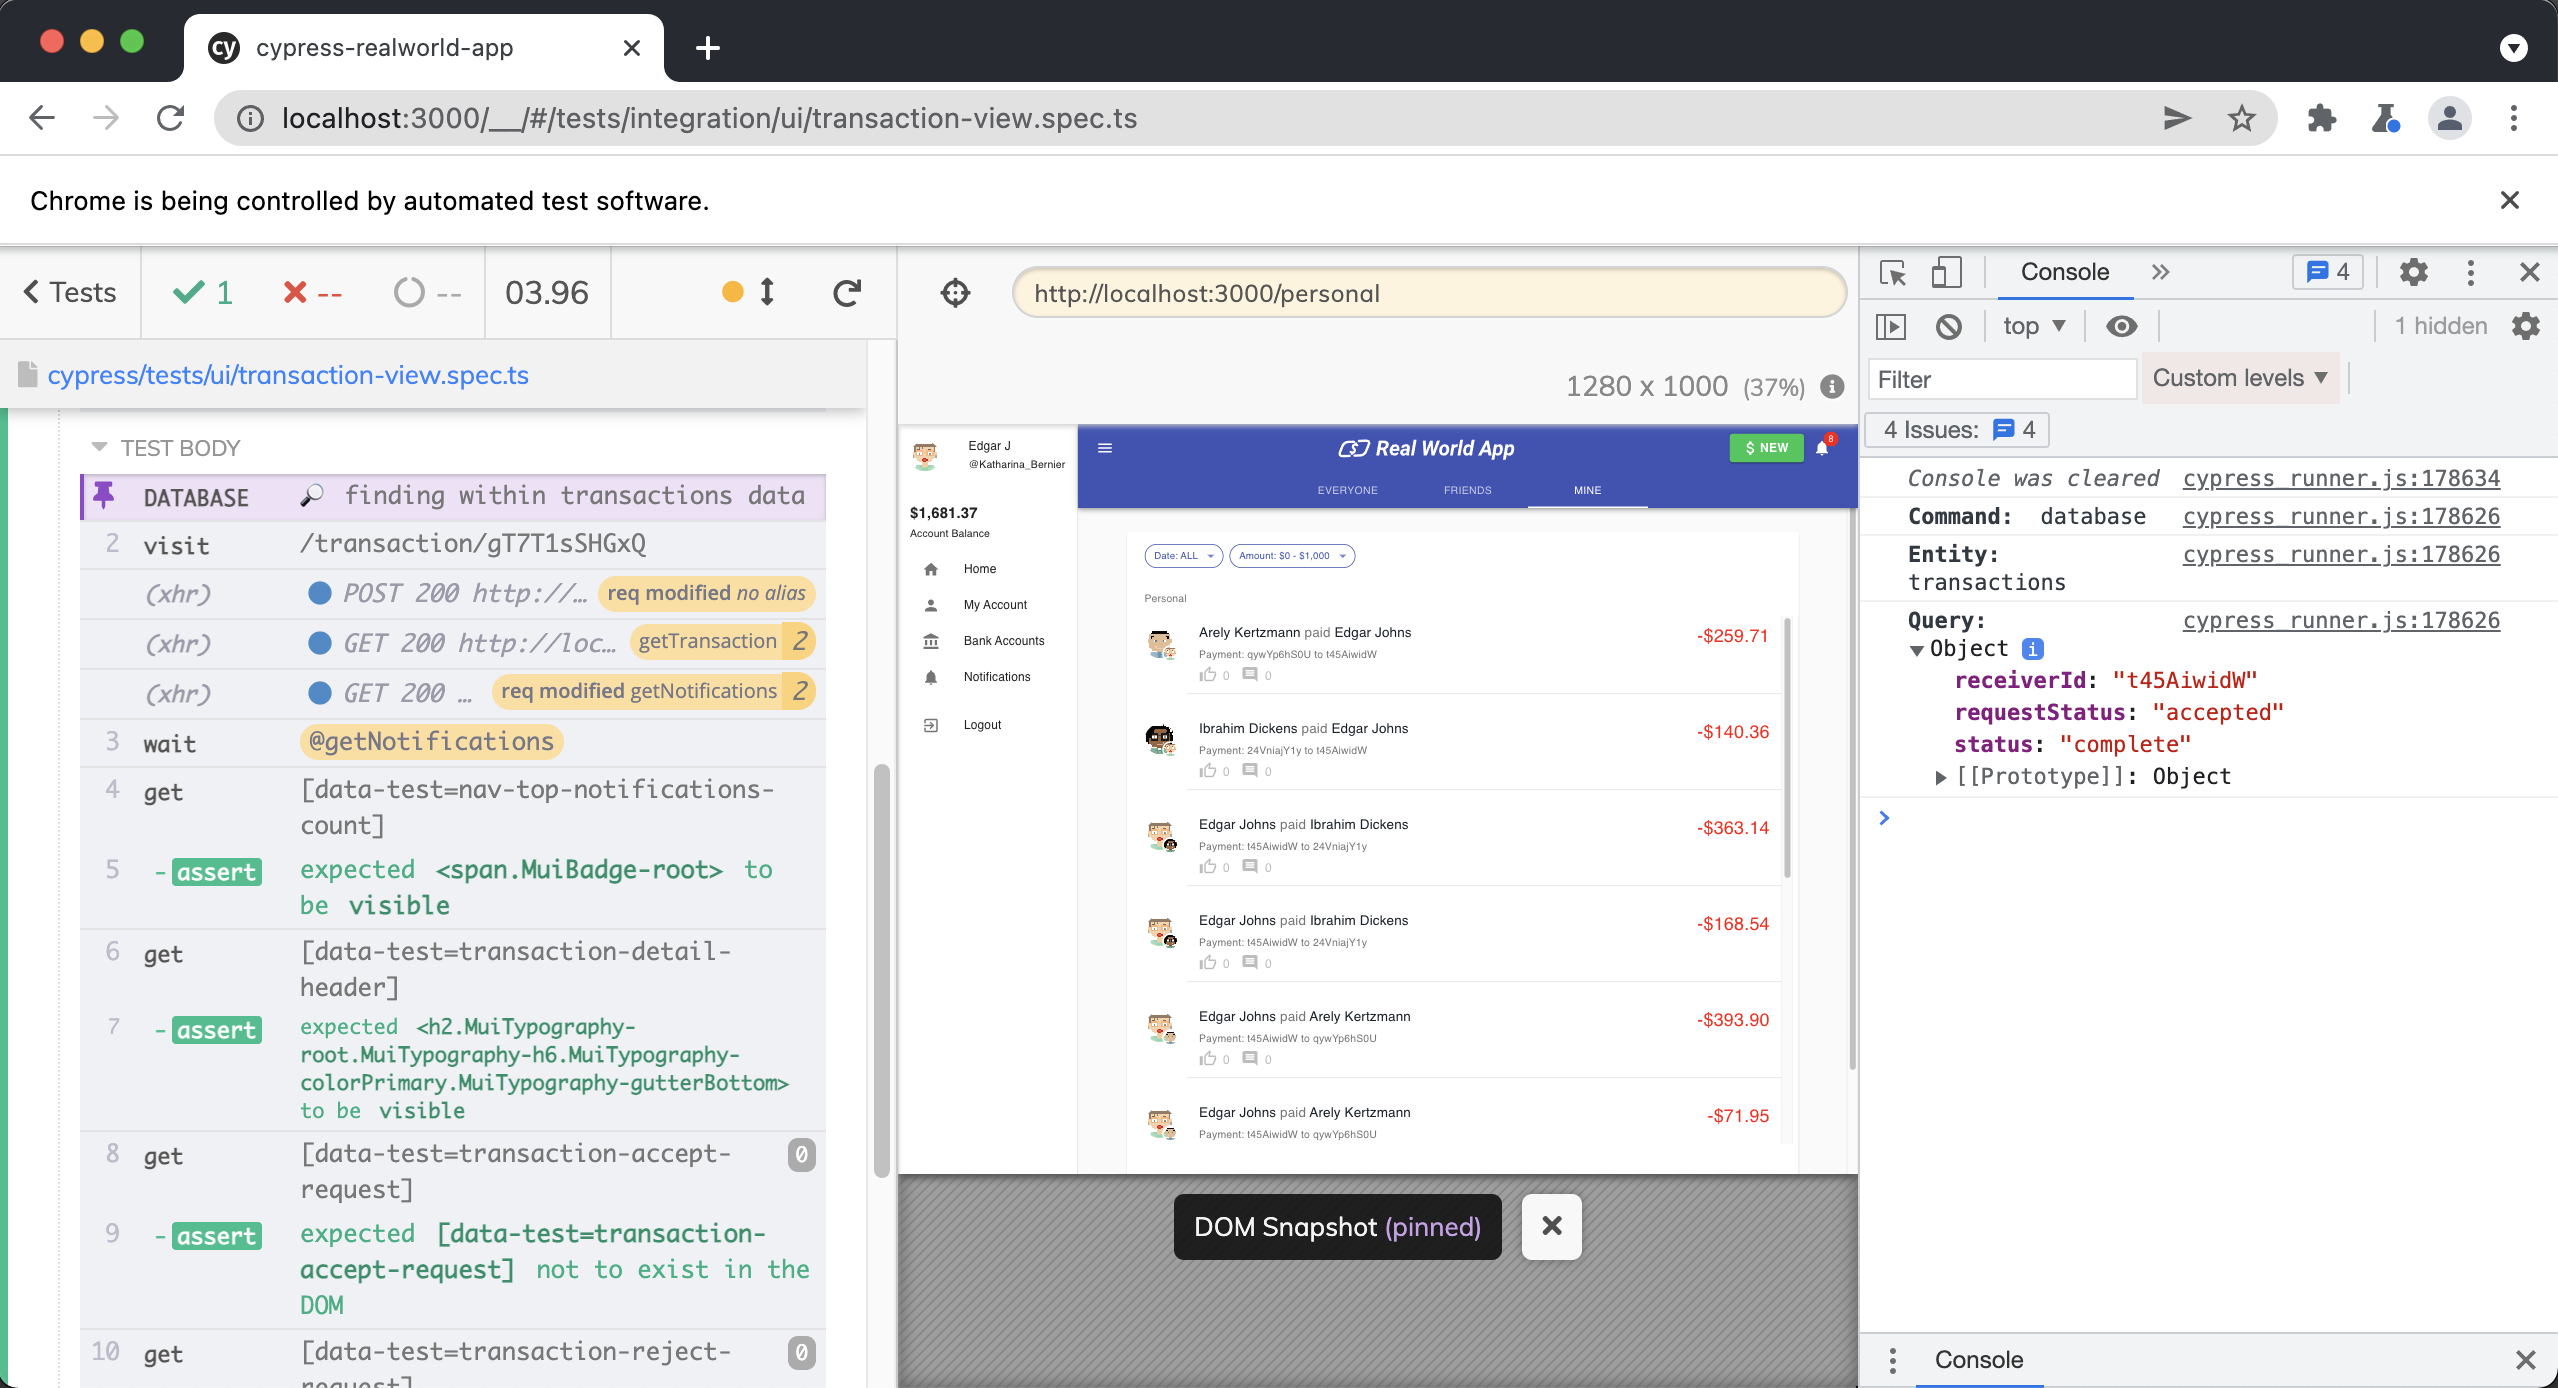 cy cypress-realworld-app
localhost:3000/__/#/tests/integration/ui/transaction-view.spec.ts
Chrome is being controlled by automated test software.
Tests
1
--
--
03.96
cypress/tests/ui/transaction-view.spec.ts
TEST BODY
DATABASE finding within transactions data
2 visit /transaction/gT7T1sSHGxQ
(xhr) POST 200 http://… req modified no alias
(xhr) GET 200 http://loc… getTransaction 2
(xhr) GET 200 … req modified getNotifications 2
3 wait @getNotifications
4 get [data-test=nav-top-notifications-
count]
5 -assert expected <span.MuiBadge-root> to
be visible
6 get [data-test=transaction-detail-
header]
7 -assert expected <h2.MuiTypography-
root.MuiTypography-h6.MuiTypography-
colorPrimary.MuiTypography-gutterBottom>
to be visible
8 get [data-test=transaction-accept- 0
request]
9 -assert expected [data-test=transaction-
accept-request] not to exist in the
DOM
10 get [data-test=transaction-reject- 0
request]
http://localhost:3000/personal
1280 x 1000 (37%)
Edgar J
@Katharina_Bernier
$1,681.37
Account Balance
Home
My Account
Bank Accounts
Notifications
Logout
Real World App
$ NEW
8
EVERYONE FRIENDS MINE
Date: ALL Amount: $0 - $1,000
Personal
Arely Kertzmann paid Edgar Johns -$259.71
Payment: qywYp6hS0U to t45AiwidW
0 0
Ibrahim Dickens paid Edgar Johns -$140.36
Payment: 24VniajY1y to t45AiwidW
0 0
Edgar Johns paid Ibrahim Dickens -$363.14
Payment: t45AiwidW to 24VniajY1y
0 0
Edgar Johns paid Ibrahim Dickens -$168.54
Payment: t45AiwidW to 24VniajY1y
0 0
Edgar Johns paid Arely Kertzmann -$393.90
Payment: t45AiwidW to qywYp6hS0U
0 0
Edgar Johns paid Arely Kertzmann -$71.95
Payment: t45AiwidW to qywYp6hS0U
DOM Snapshot (pinned)
Console
4
top
1 hidden
Filter
Custom levels
4 Issues: 4
Console was cleared cypress_runner.js:178634
Command: database cypress_runner.js:178626
Entity: cypress_runner.js:178626
transactions
Query: cypress_runner.js:178626
Object i
receiverId: "t45AiwidW"
requestStatus: "accepted"
status: "complete"
[[Prototype]]: Object
Console